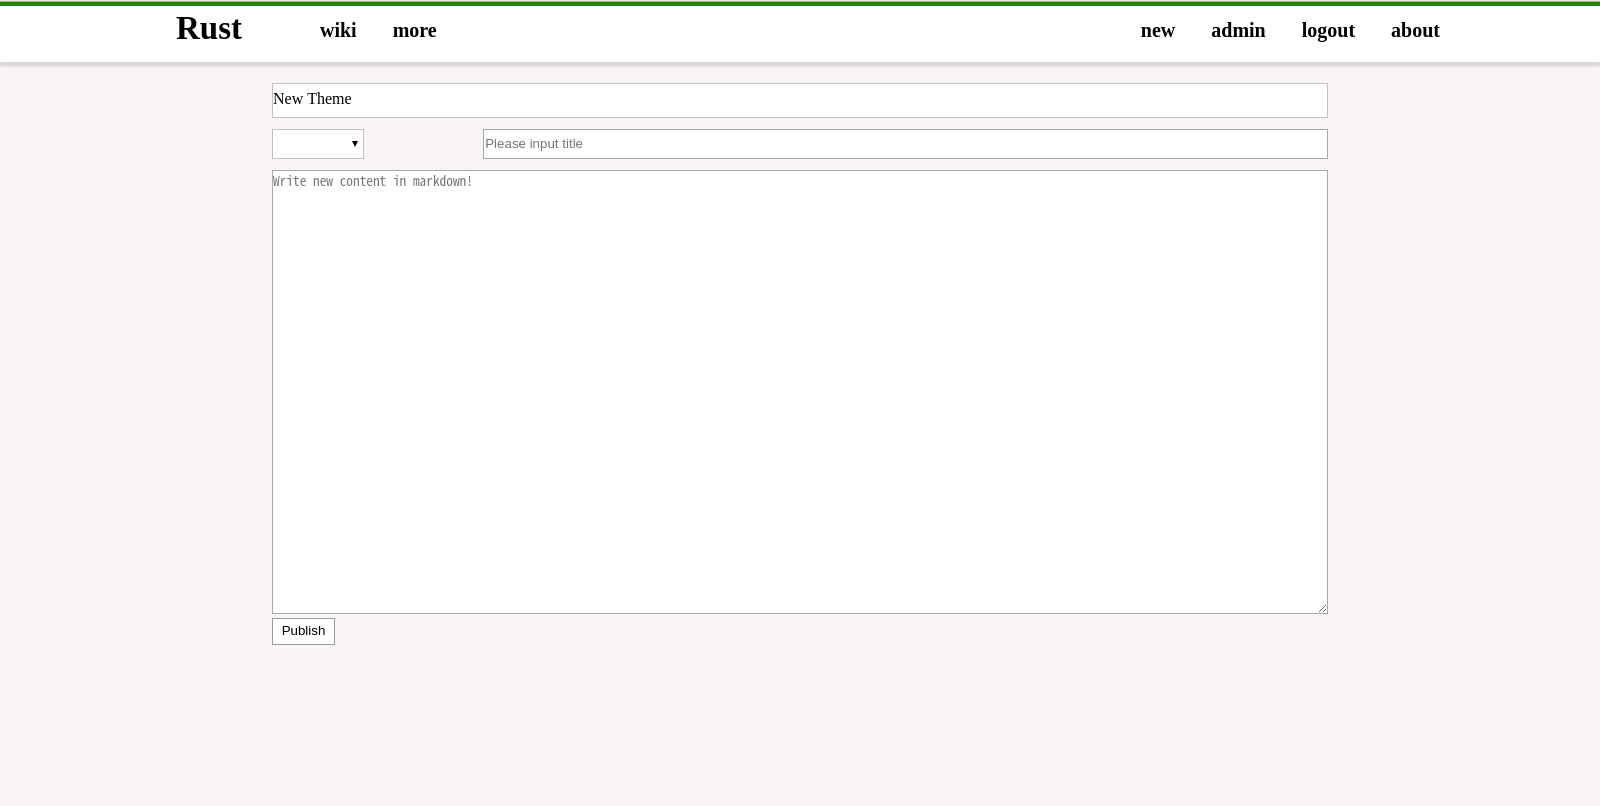 Rust wiki more new admin logout about
New Theme
Please input title
Write new content in markdown!
Publish